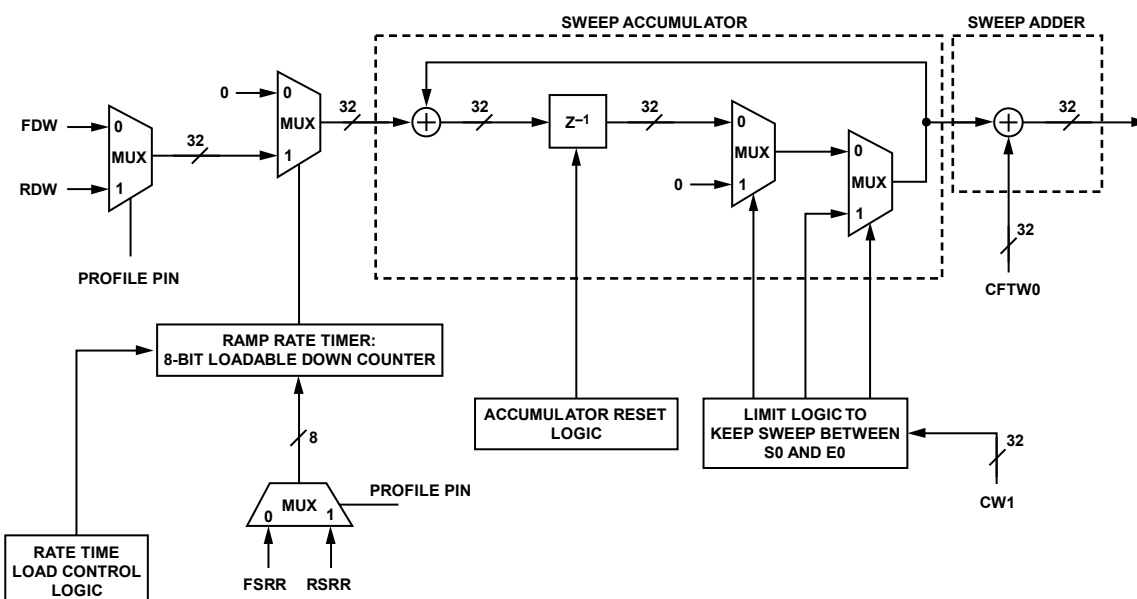 SWEEP ACCUMULATOR
SWEEP ADDER
FDW
RDW
0
MUX
1
PROFILE PIN
32
0
0
MUX
1
32
32
Z–1
32
0
MUX
1
0
0
MUX
1
32
32
CFTW0
RAMP RATE TIMER:
8-BIT LOADABLE DOWN COUNTER
ACCUMULATOR RESET
LOGIC
LIMIT LOGIC TO
KEEP SWEEP BETWEEN
S0 AND E0
32
CW1
8
MUX
0
1
PROFILE PIN
FSRR
RSRR
RATE TIME
LOAD CONTROL
LOGIC